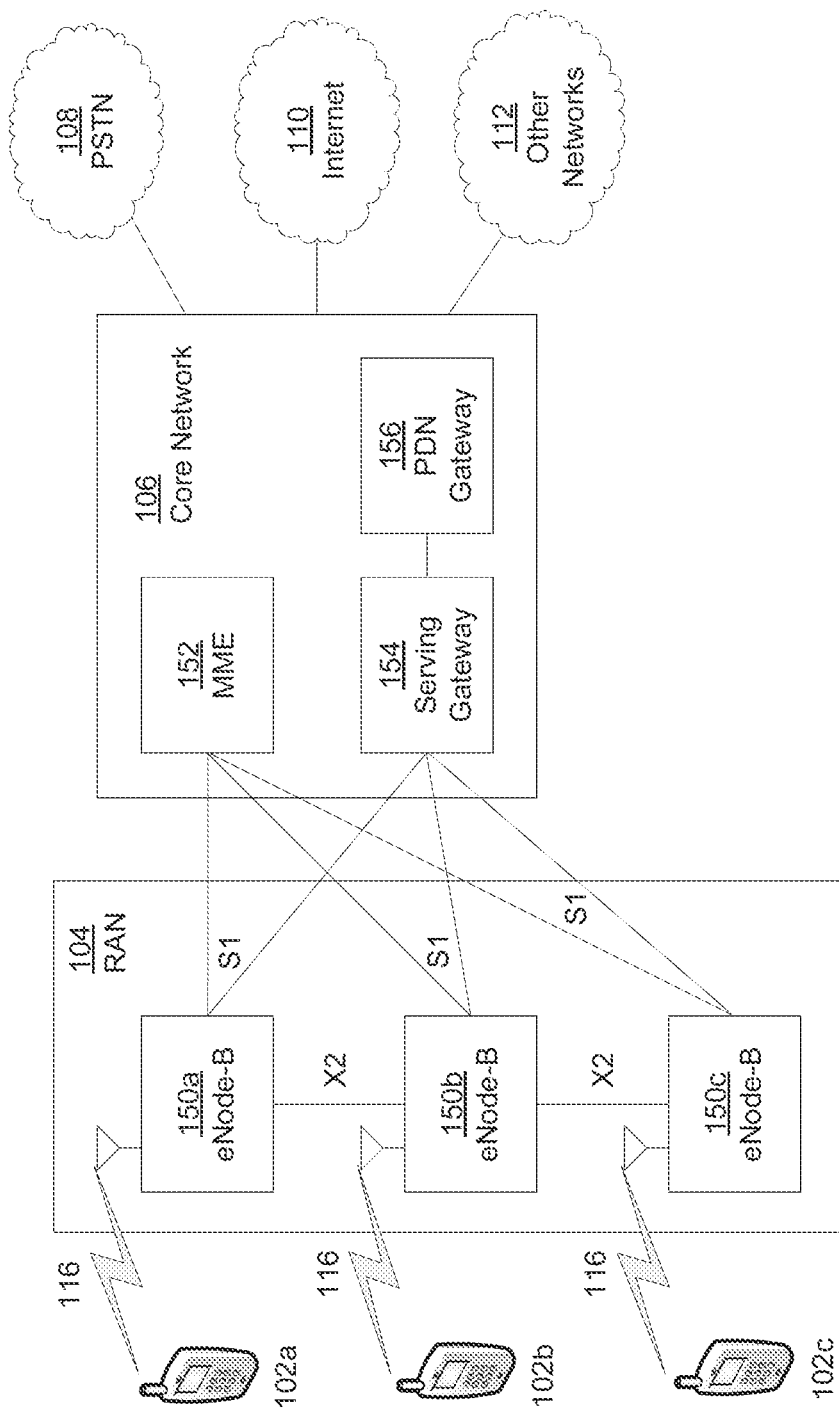 102a
102b
102c
116
116
116
104
RAN
150a
eNode-B
150b
eNode-B
150c
eNode-B
X2
X2
S1
S1
S1
106
Core Network
152
MME
154
Serving
Gateway
156
PDN
Gateway
108
PSTN
110
Internet
112
Other
Networks